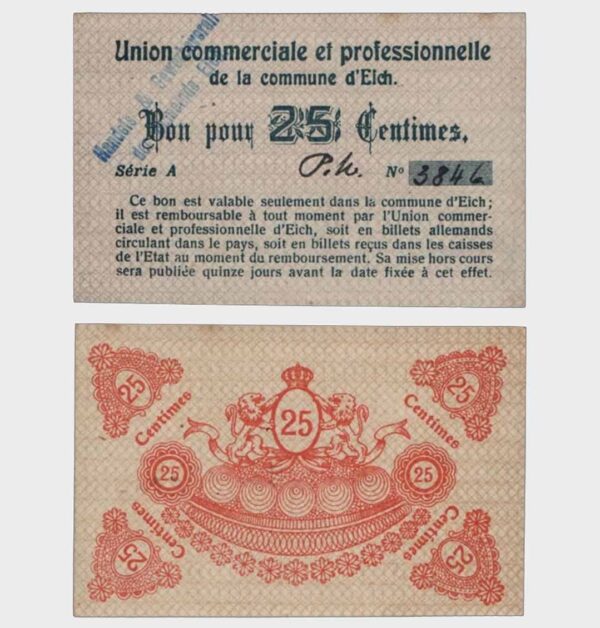 Union commerciale et professionnelle
de la commune d'Eich.
Bon pour 25 Centimes.
Série A P.W. Nº 3846
Ce bon est valable seulement dans la commune d'Eich ;
il est remboursable à tout moment par l'Union commer-
ciale et professionnelle d'Eich, soit en billets allemands
circulant dans le pays, soit en billets reçus dans les caisses
de l'Etat au moment du remboursement. Sa mise hors cours
sera publiée quinze jours avant la date fixée à cet effet.
25 Centimes
25
25 Centimes
25
25
25 Centimes
25 Centimes